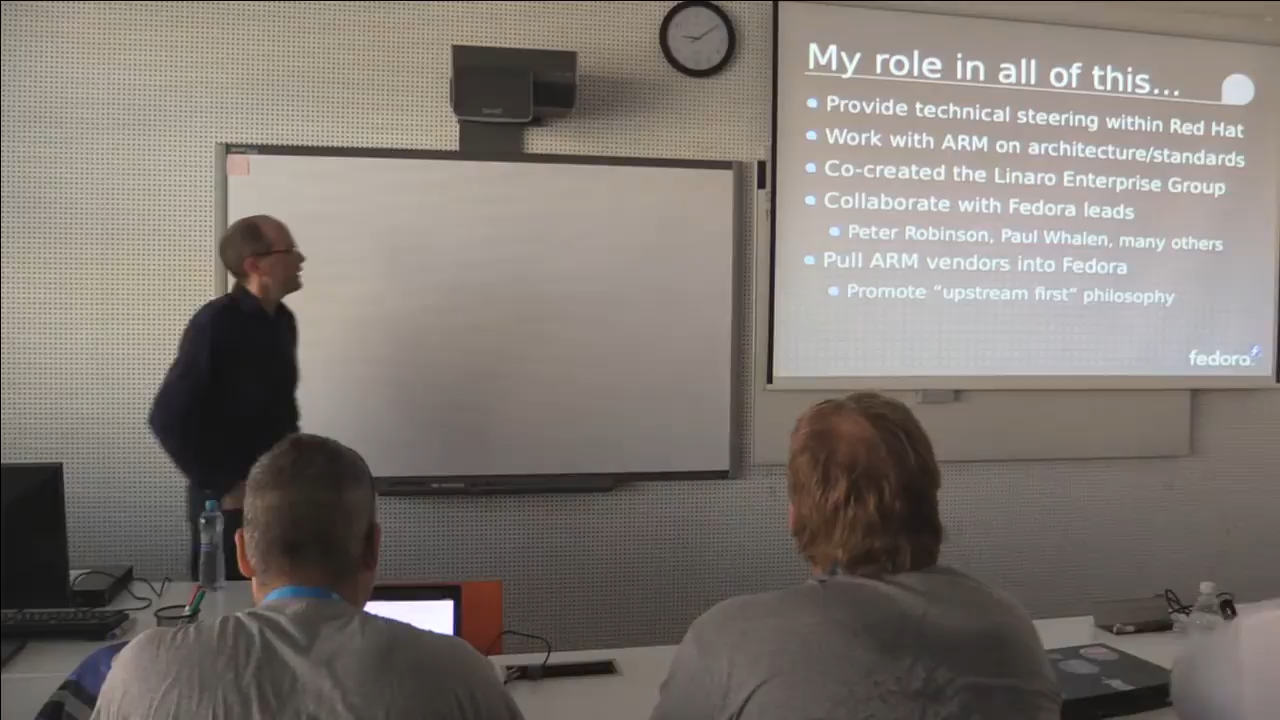 My role in all of this...
Provide technical steering within Red Hat
Work with ARM on architecture/standards
Co-created the Linaro Enterprise Group
Collaborate with Fedora leads
Peter Robinson, Paul Whalen, many others
Pull ARM vendors into Fedora
Promote “upstream first” philosophy
fedora